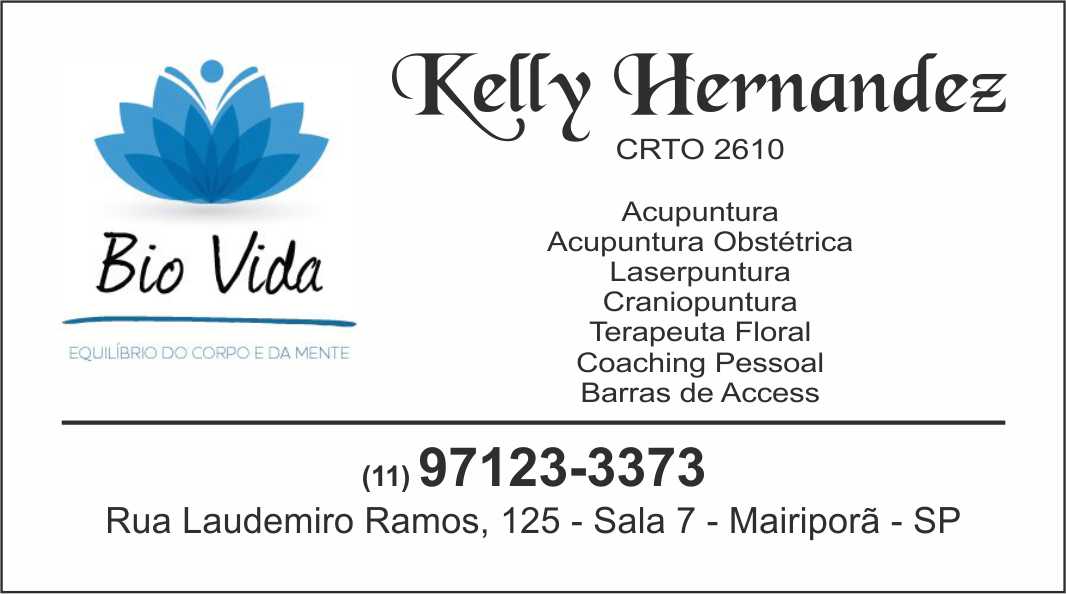 Bio Vida
EQUILÍBRIO DO CORPO E DA MENTE
Kelly Hernandez
CRTO 2610
Acupuntura
Acupuntura Obstétrica
Laserpuntura
Craniopuntura
Terapeuta Floral
Coaching Pessoal
Barras de Access
(11) 97123-3373
Rua Laudemiro Ramos, 125 - Sala 7 - Mairiporã - SP